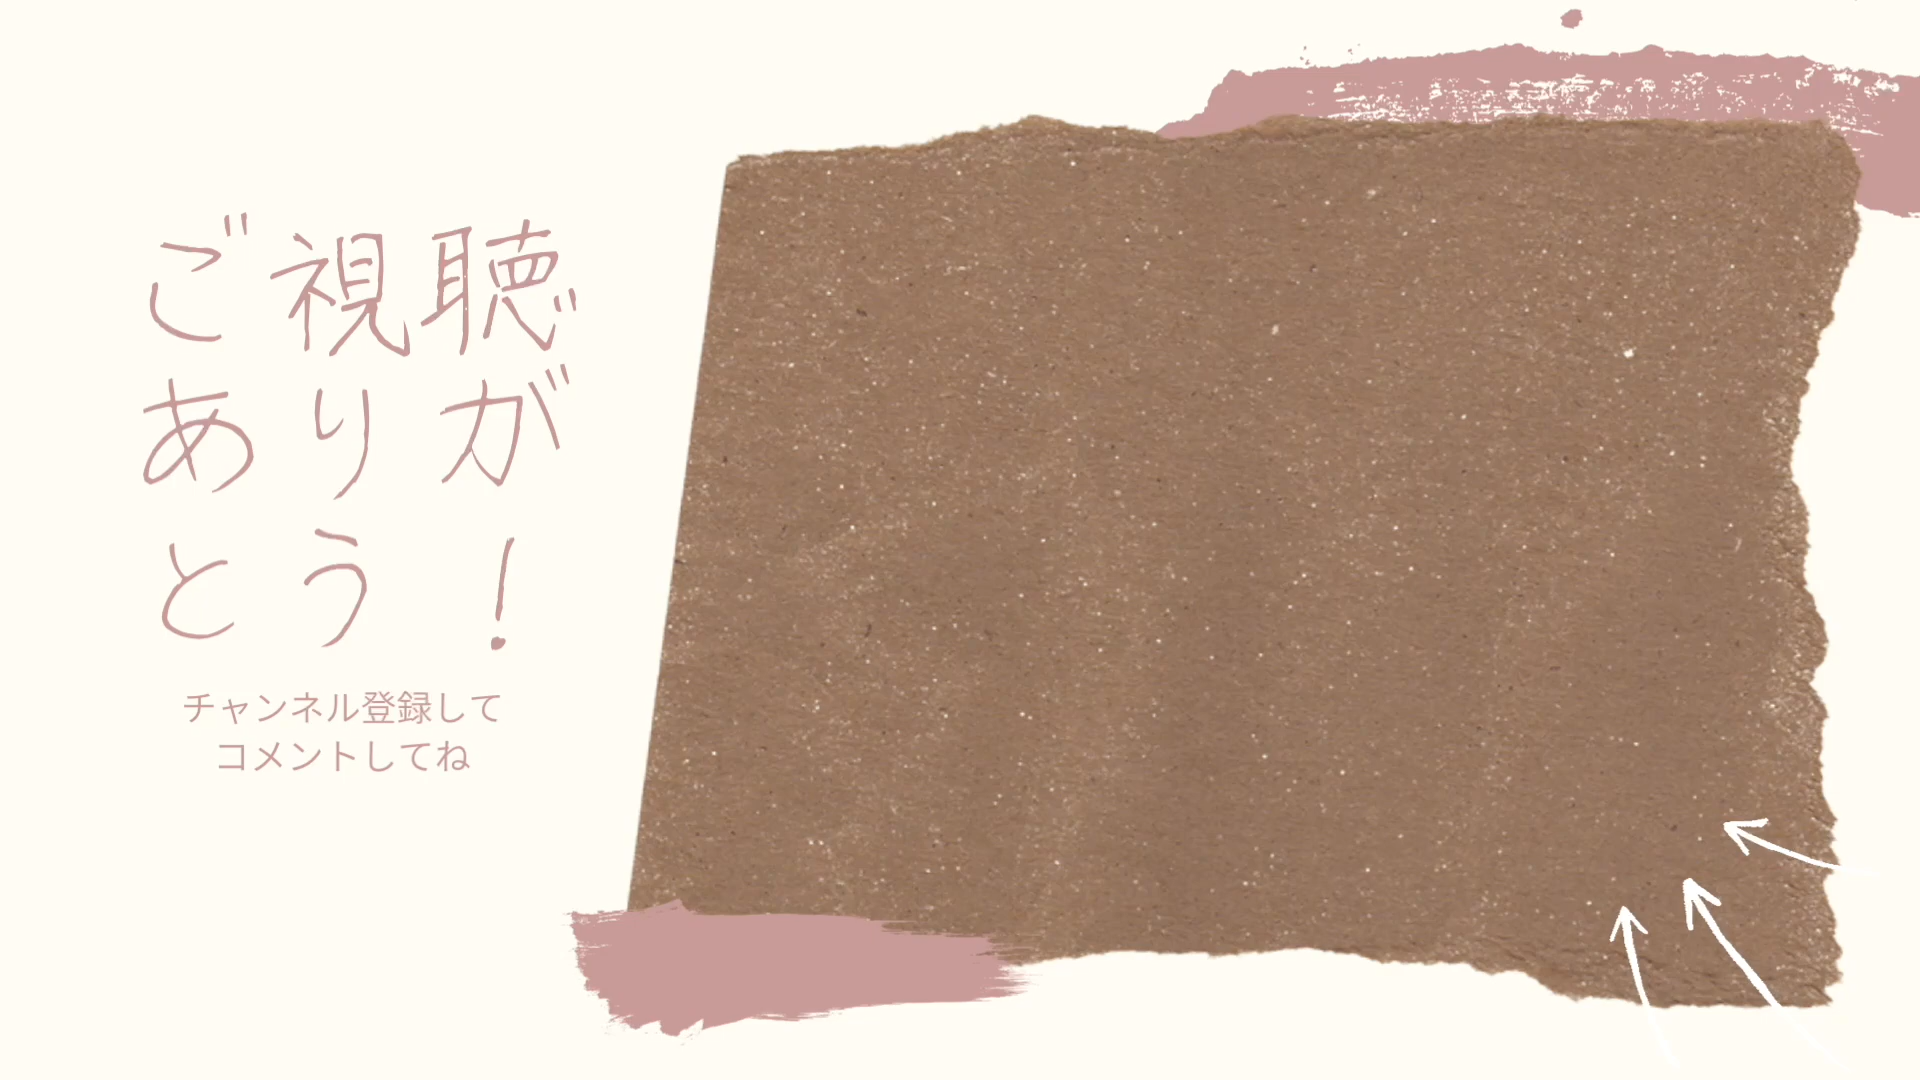 ご視聴
ありが
とう！
チャンネル登録して
コメントしてね